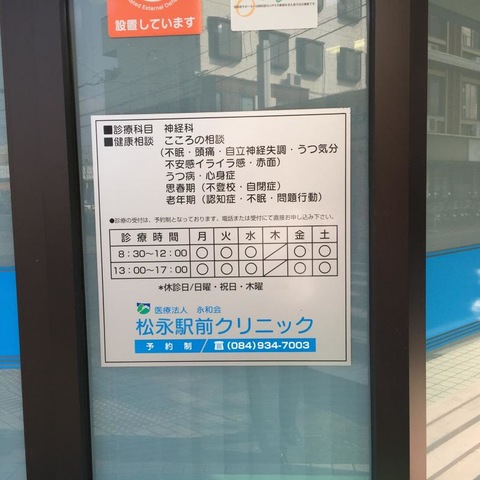 ated External Defib
設置しています
■診療科目 神経科
■健康相談 こころの相談
(不眠・頭痛・自立神経失調・うつ気分
不安感イライラ感・赤面)
うつ病・心身症
思春期 (不登校・自閉症)
老年期 (認知症・不眠・問題行動)
●診療の受付は、予約制となっております。電話または受付にて直接お申し込み下さい。
診療時間 月 火 水 木 金 土
8:30〜12:00 ○ ○ ○ ／ ○ ○
13:00〜17:00 ○ ○ ○ ／ ○ ○
*休診日/日曜・祝日・木曜
医療法人 永和会
松永駅前クリニック
予約制 / ☎(084)934-7003